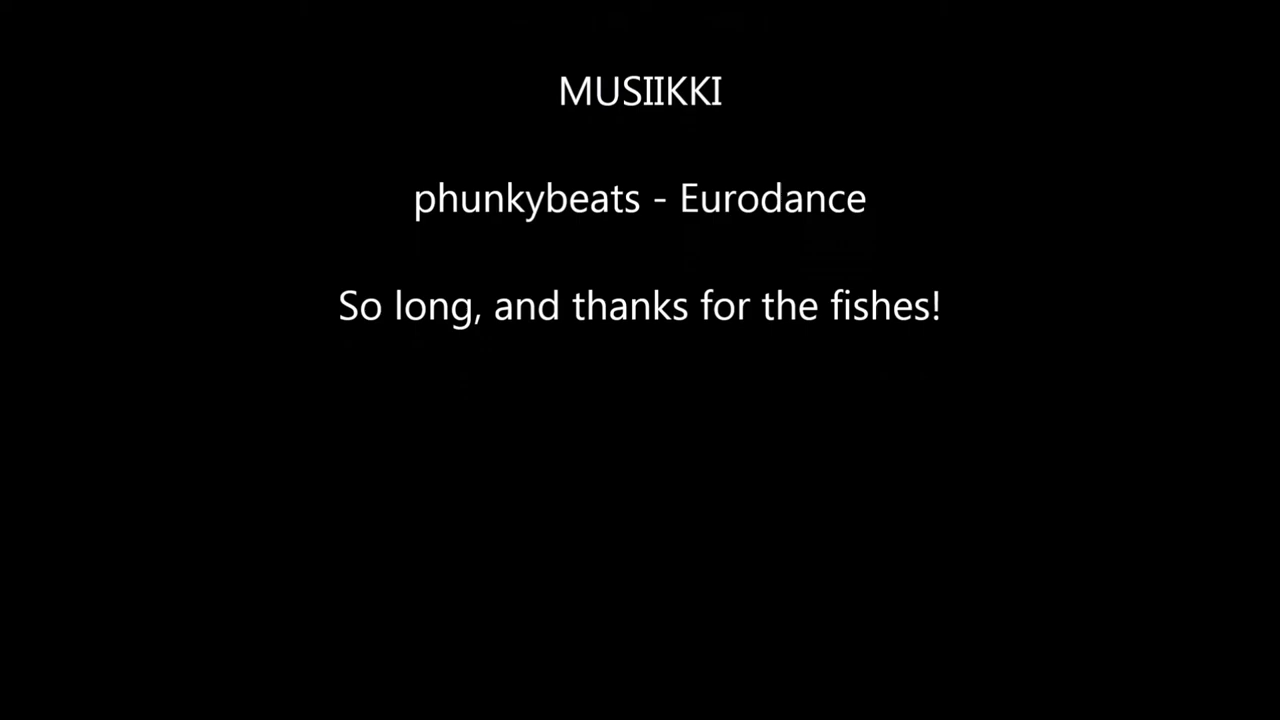 MUSIIKKI
phunkybeats - Eurodance
So long, and thanks for the fishes!